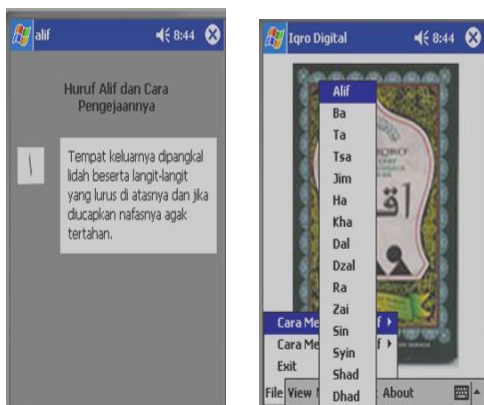 alif 8:44
Huruf Alif dan Cara
Pengejaannya
ا
Tempat keluarnya dipangkal
lidah beserta langit-langit
yang lurus di atasnya dan jika
diucapkan nafasnya agak
tertahan.
Iqro Digital 8:44
Alif
Ba
Ta
Tsa
Jim
Ha
Kha
Dal
Dzal
Ra
Zai
Sin
Syin
Shad
Dhad
IQRO
Cara Me f
Cara Me f
Exit
File View About